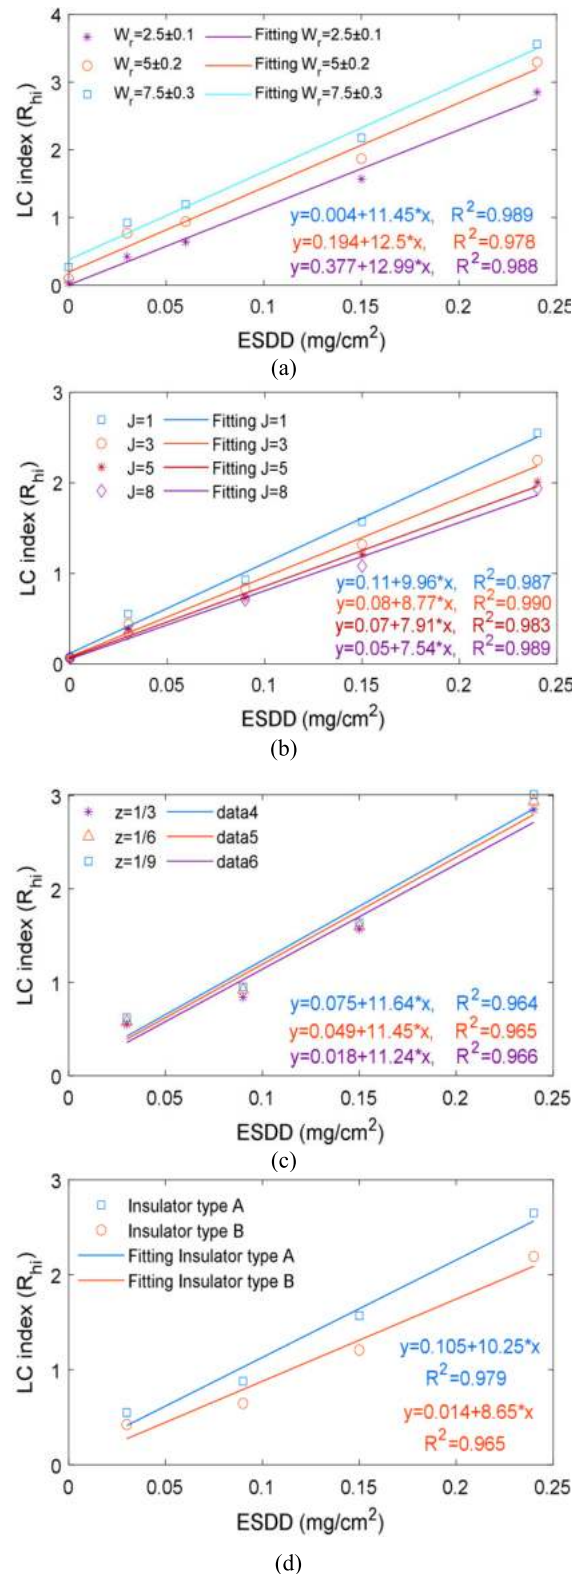 4
3
2
1
0
LC index (R_hi)
W_r=2.5±0.1 Fitting W_r=2.5±0.1
W_r=5±0.2 Fitting W_r=5±0.2
W_r=7.5±0.3 Fitting W_r=7.5±0.3
y=0.004+11.45*x, R^2=0.989
y=0.194+12.5*x, R^2=0.978
y=0.377+12.99*x, R^2=0.988
0 0.05 0.1 0.15 0.2 0.25
ESDD (mg/cm^2)
(a)
3
2
1
0
LC index (R_hi)
J=1 Fitting J=1
J=3 Fitting J=3
J=5 Fitting J=5
J=8 Fitting J=8
y=0.11+9.96*x, R^2=0.987
y=0.08+8.77*x, R^2=0.990
y=0.07+7.91*x, R^2=0.983
y=0.05+7.54*x, R^2=0.989
0 0.05 0.1 0.15 0.2 0.25
ESDD (mg/cm^2)
(b)
3
2
1
0
LC index (R_hi)
z=1/3 data4
z=1/6 data5
z=1/9 data6
y=0.075+11.64*x, R^2=0.964
y=0.049+11.45*x, R^2=0.965
y=0.018+11.24*x, R^2=0.966
0 0.05 0.1 0.15 0.2 0.25
ESDD (mg/cm^2)
(c)
3
2
1
0
LC index (R_hi)
Insulator type A
Insulator type B
Fitting Insulator type A
Fitting Insulator type B
y=0.105+10.25*x
R^2=0.979
y=0.014+8.65*x
R^2=0.965
0 0.05 0.1 0.15 0.2 0.25
ESDD (mg/cm^2)
(d)